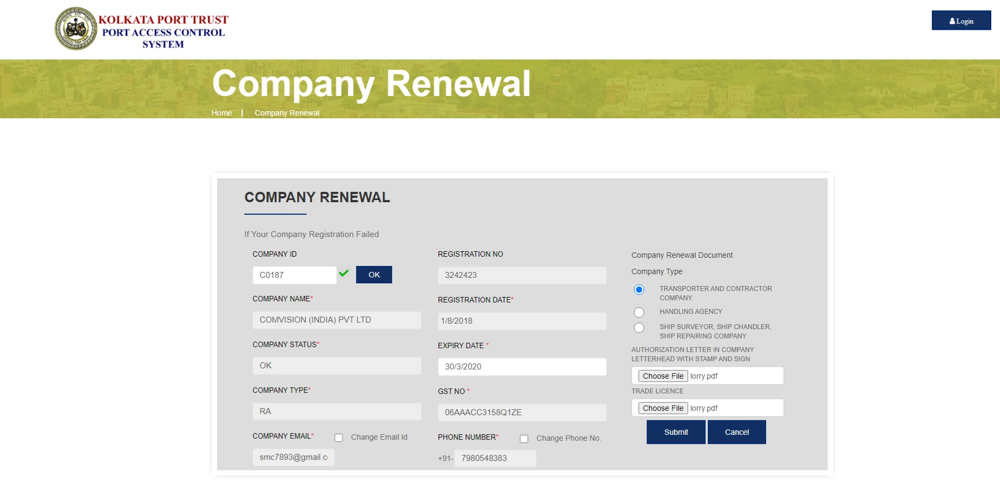 KOLKATA PORT TRUST
PORT ACCESS CONTROL
SYSTEM
Login
Company Renewal
Home | Company Renewal
COMPANY RENEWAL
If Your Company Registration Failed
COMPANY ID
C0187
OK
COMPANY NAME*
COMVISION (INDIA) PVT LTD
COMPANY STATUS*
OK
COMPANY TYPE*
RA
COMPANY EMAIL*
Change Email Id
smc7893@gmail.c
REGISTRATION NO
3242423
REGISTRATION DATE*
1/8/2018
EXPIRY DATE *
30/3/2020
GST NO *
06AAACC3158Q1ZE
PHONE NUMBER*
Change Phone No.
+91- 7980548383
Company Renewal Document
Company Type
TRANSPORTER AND CONTRACTOR
COMPANY.
HANDLING AGENCY
SHIP SURVEYOR, SHIP CHANDLER,
SHIP REPAIRING COMPANY
AUTHORIZATION LETTER IN COMPANY
LETTERHEAD WITH STAMP AND SIGN
Choose File lorry.pdf
TRADE LICENCE
Choose File lorry.pdf
Submit
Cancel